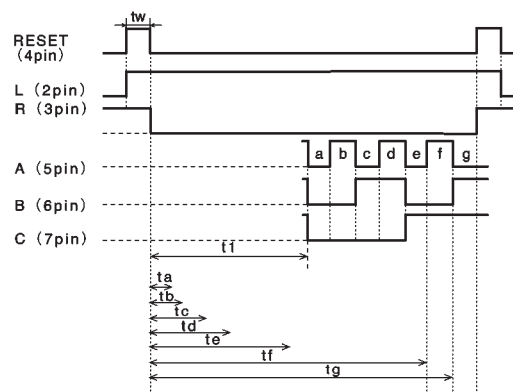 tw
RESET
(4pin)
L (2pin)
R (3pin)
a b c d e f g
A (5pin)
B (6pin)
C (7pin)
t1
ta
tb
tc
td
te
tf
tg